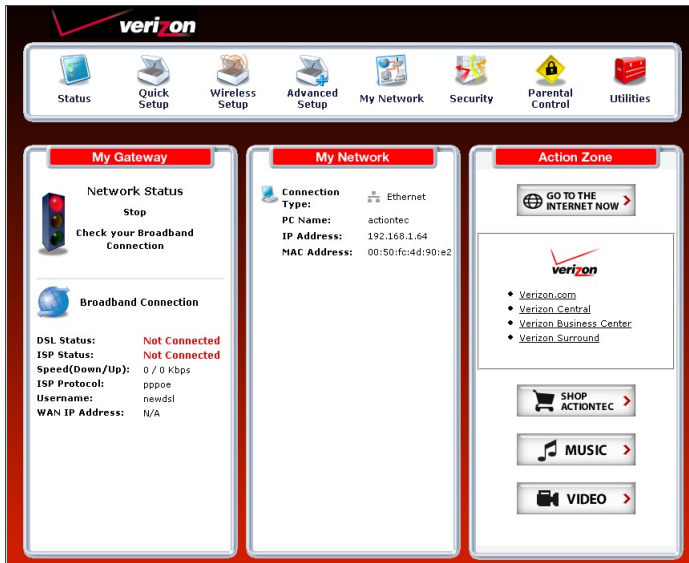 verizon
Status
Quick Setup
Wireless Setup
Advanced Setup
My Network
Security
Parental Control
Utilities
My Gateway
Network Status
Stop
Check your Broadband
Connection
Broadband Connection
DSL Status: Not Connected
ISP Status: Not Connected
Speed(Down/Up): 0 / 0 Kbps
ISP Protocol: pppoe
Username: newdsl
WAN IP Address: N/A
My Network
Connection Type: Ethernet
PC Name: actiontec
IP Address: 192.168.1.64
MAC Address: 00:50:fc:4d:90:e2
Action Zone
GO TO THE
INTERNET NOW
verizon
Verizon.com
Verizon Central
Verizon Business Center
Verizon Surround
SHOP
ACTIONTEC
MUSIC
VIDEO